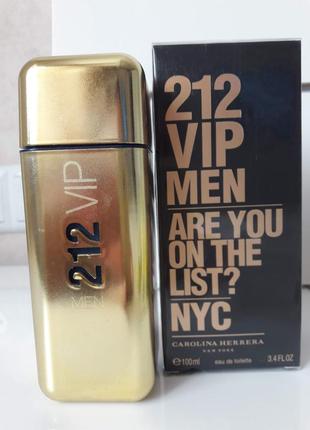 212 VIP
MEN
212
VIP
MEN
ARE YOU
ON THE
LIST?
NYC
CAROLINA HERRERA
NEW YORK
℮100ml eau de toilette 3.4 FL OZ